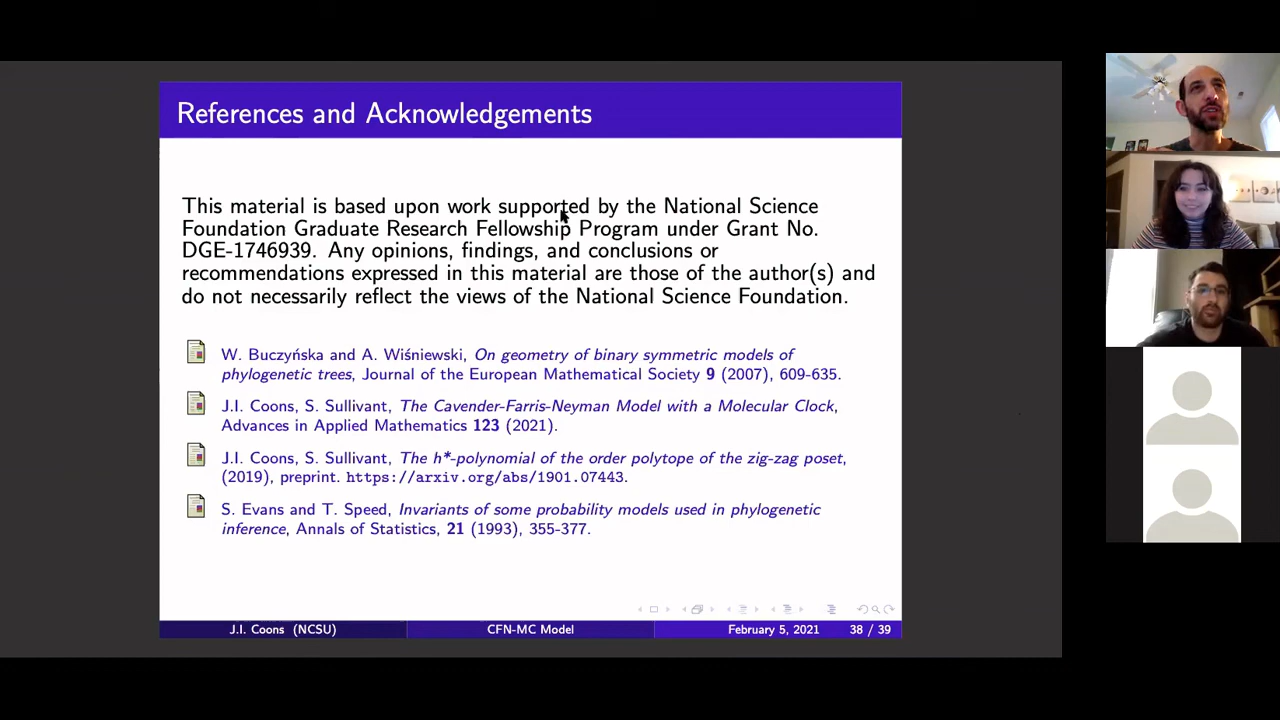 References and Acknowledgements
This material is based upon work supported by the National Science
Foundation Graduate Research Fellowship Program under Grant No.
DGE-1746939. Any opinions, findings, and conclusions or
recommendations expressed in this material are those of the author(s) and
do not necessarily reflect the views of the National Science Foundation.
W. Buczyńska and A. Wiśniewski, On geometry of binary symmetric models of
phylogenetic trees, Journal of the European Mathematical Society 9 (2007), 609-635.
J.I. Coons, S. Sullivant, The Cavender-Farris-Neyman Model with a Molecular Clock,
Advances in Applied Mathematics 123 (2021).
J.I. Coons, S. Sullivant, The h*-polynomial of the order polytope of the zig-zag poset,
(2019), preprint. https://arxiv.org/abs/1901.07443.
S. Evans and T. Speed, Invariants of some probability models used in phylogenetic
inference, Annals of Statistics, 21 (1993), 355-377.
J.I. Coons (NCSU) CFN-MC Model February 5, 2021 38 / 39